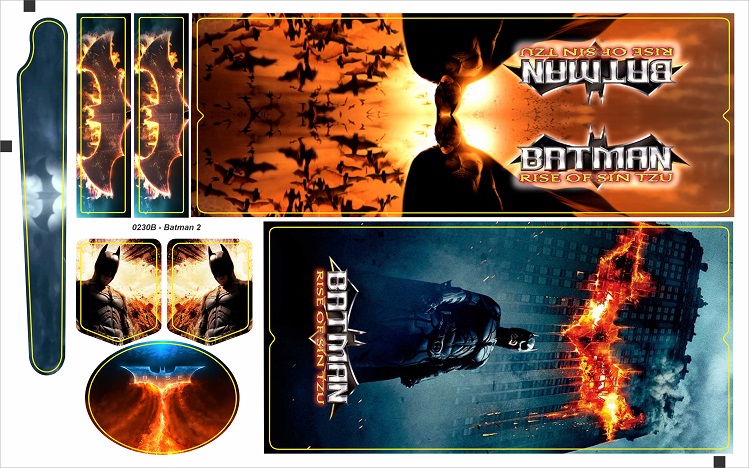 BATMAN
RISE OF SIN TZU
BATMAN
RISE OF SIN TZU
0230B - Batman 2
BATMAN
RISE OF SIN TZU